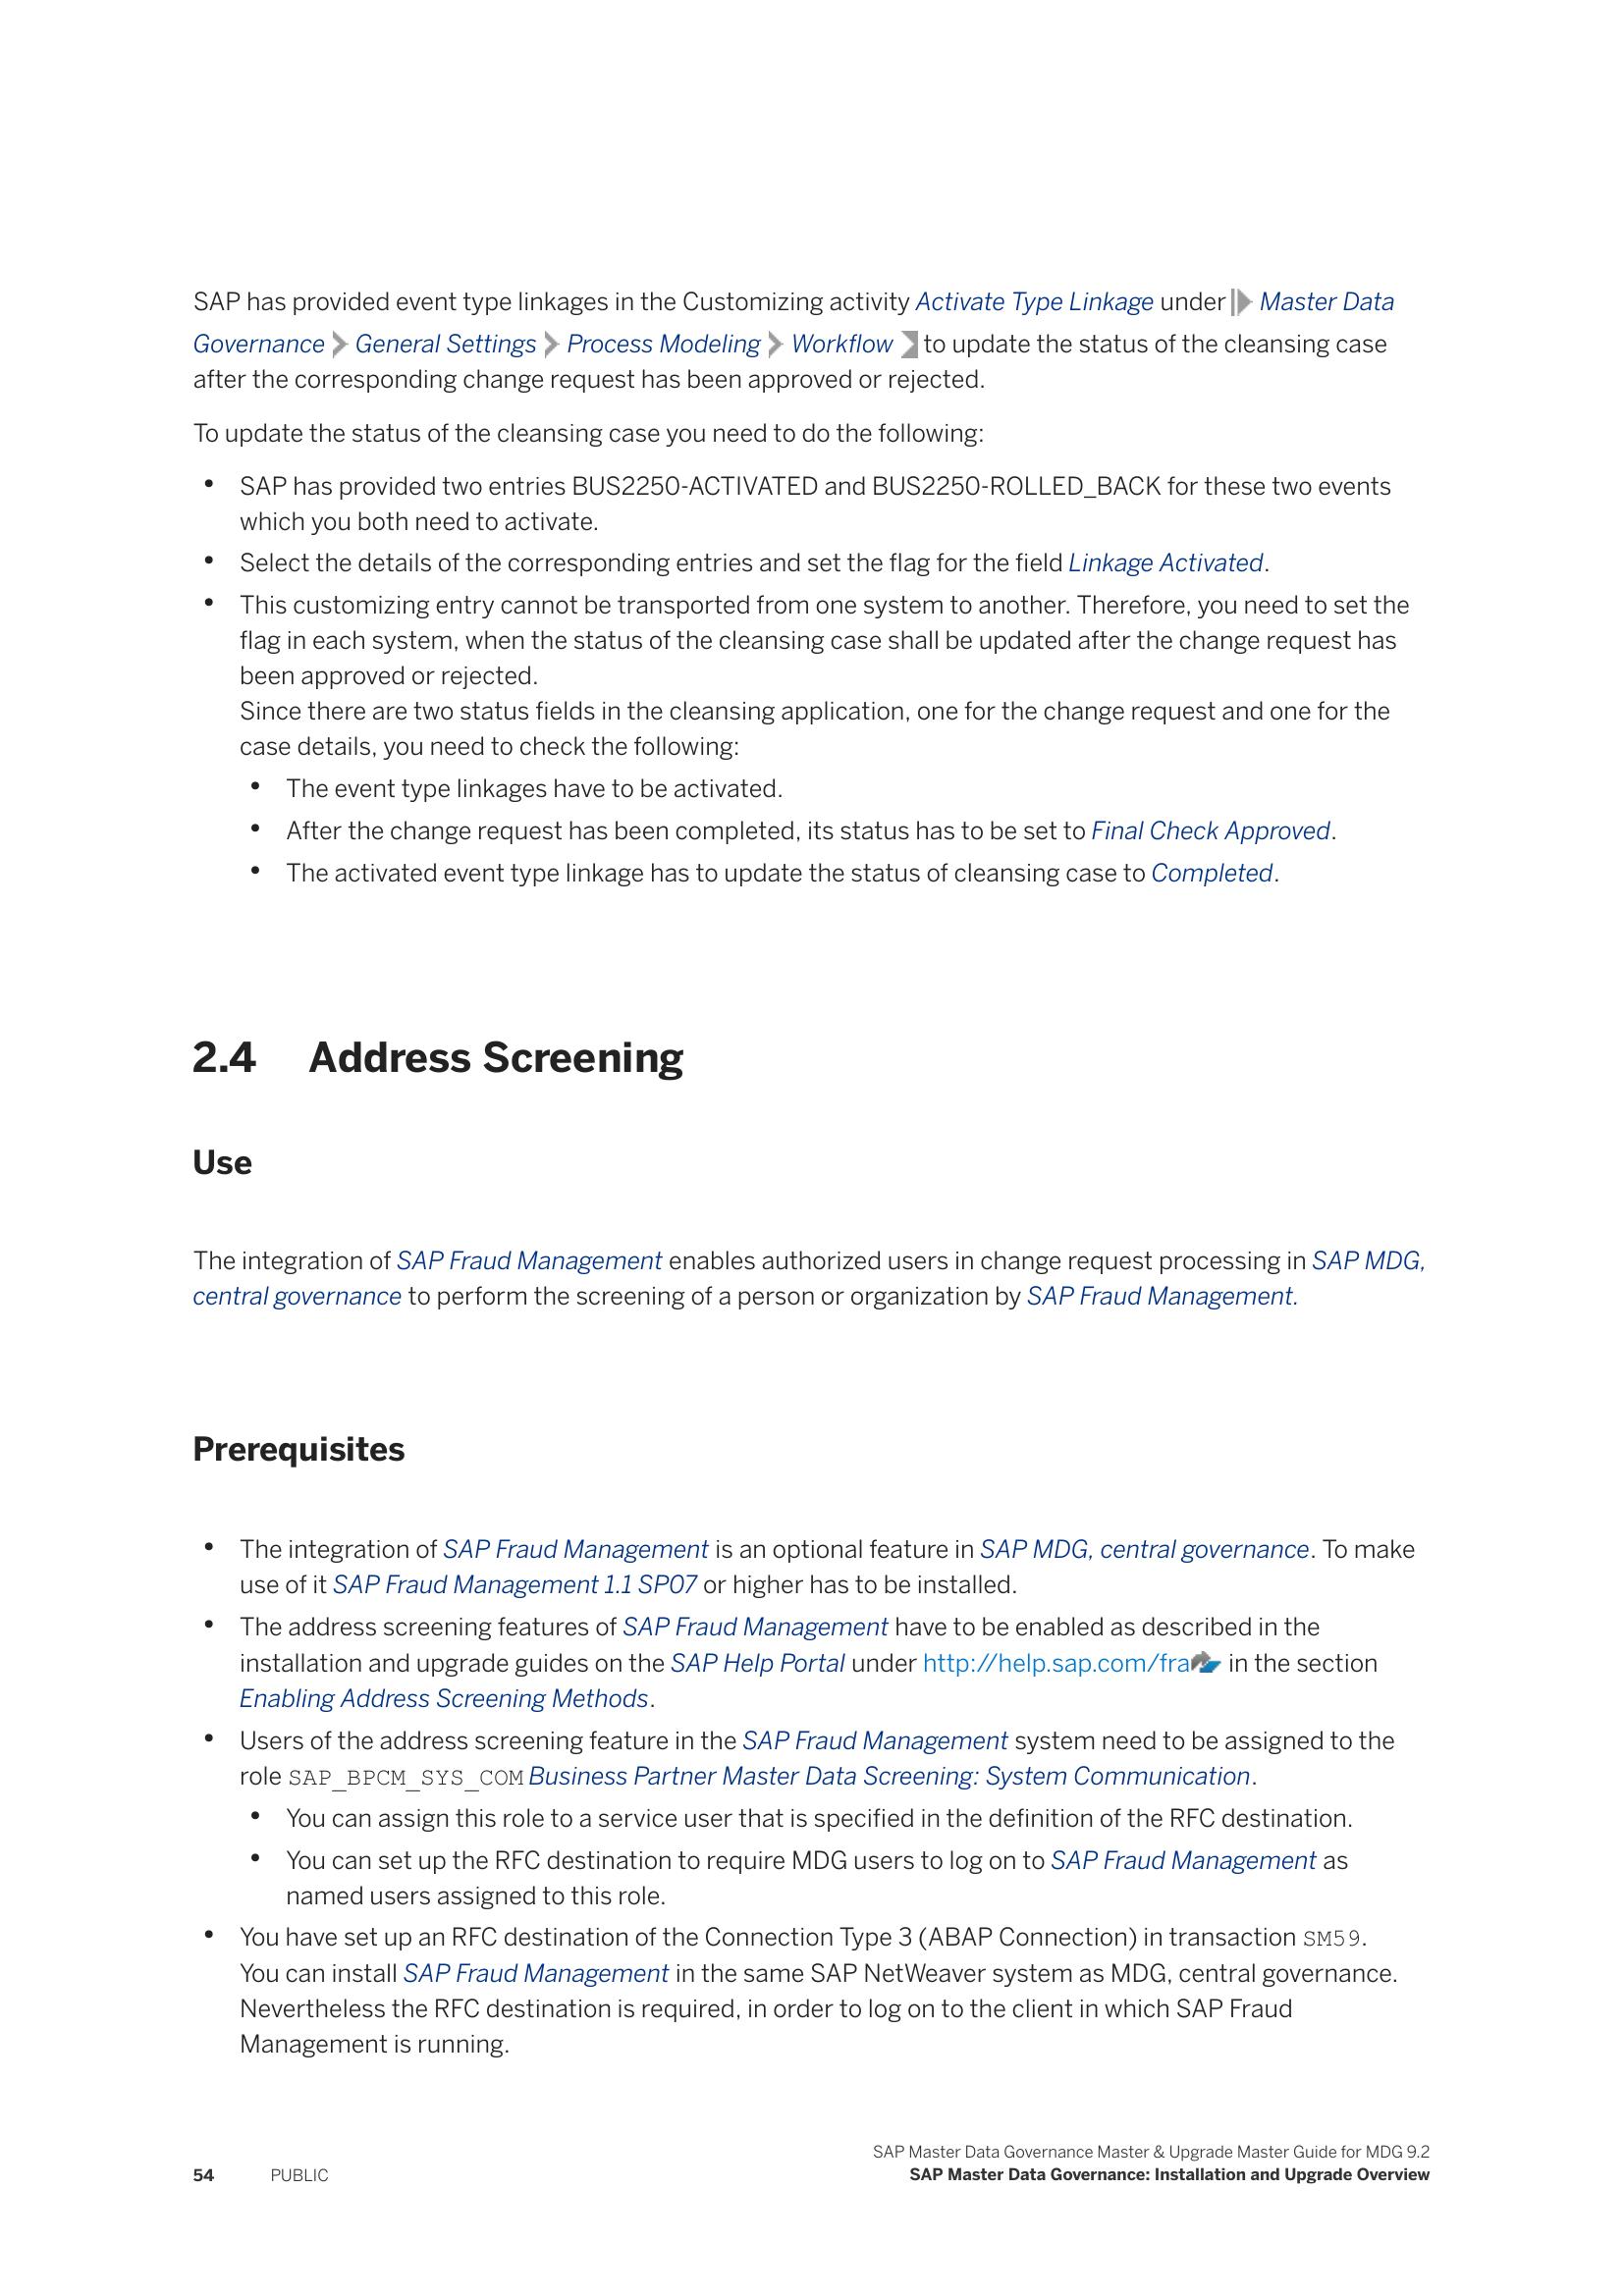 SAP has provided event type linkages in the Customizing activity Activate Type Linkage under Master Data
Governance General Settings Process Modeling Workflow to update the status of the cleansing case
after the corresponding change request has been approved or rejected.
To update the status of the cleansing case you need to do the following:
• SAP has provided two entries BUS2250-ACTIVATED and BUS2250-ROLLED_BACK for these two events
which you both need to activate.
• Select the details of the corresponding entries and set the flag for the field Linkage Activated.
• This customizing entry cannot be transported from one system to another. Therefore, you need to set the
flag in each system, when the status of the cleansing case shall be updated after the change request has
been approved or rejected.
Since there are two status fields in the cleansing application, one for the change request and one for the
case details, you need to check the following:
• The event type linkages have to be activated.
• After the change request has been completed, its status has to be set to Final Check Approved.
• The activated event type linkage has to update the status of cleansing case to Completed.
2.4 Address Screening
Use
The integration of SAP Fraud Management enables authorized users in change request processing in SAP MDG,
central governance to perform the screening of a person or organization by SAP Fraud Management.
Prerequisites
• The integration of SAP Fraud Management is an optional feature in SAP MDG, central governance. To make
use of it SAP Fraud Management 1.1 SP07 or higher has to be installed.
• The address screening features of SAP Fraud Management have to be enabled as described in the
installation and upgrade guides on the SAP Help Portal under http://help.sap.com/fra in the section
Enabling Address Screening Methods.
• Users of the address screening feature in the SAP Fraud Management system need to be assigned to the
role SAP_BPCM_SYS_COM Business Partner Master Data Screening: System Communication.
• You can assign this role to a service user that is specified in the definition of the RFC destination.
• You can set up the RFC destination to require MDG users to log on to SAP Fraud Management as
named users assigned to this role.
• You have set up an RFC destination of the Connection Type 3 (ABAP Connection) in transaction SM59.
You can install SAP Fraud Management in the same SAP NetWeaver system as MDG, central governance.
Nevertheless the RFC destination is required, in order to log on to the client in which SAP Fraud
Management is running.
SAP Master Data Governance Master & Upgrade Master Guide for MDG 9.2
54 PUBLIC SAP Master Data Governance: Installation and Upgrade Overview